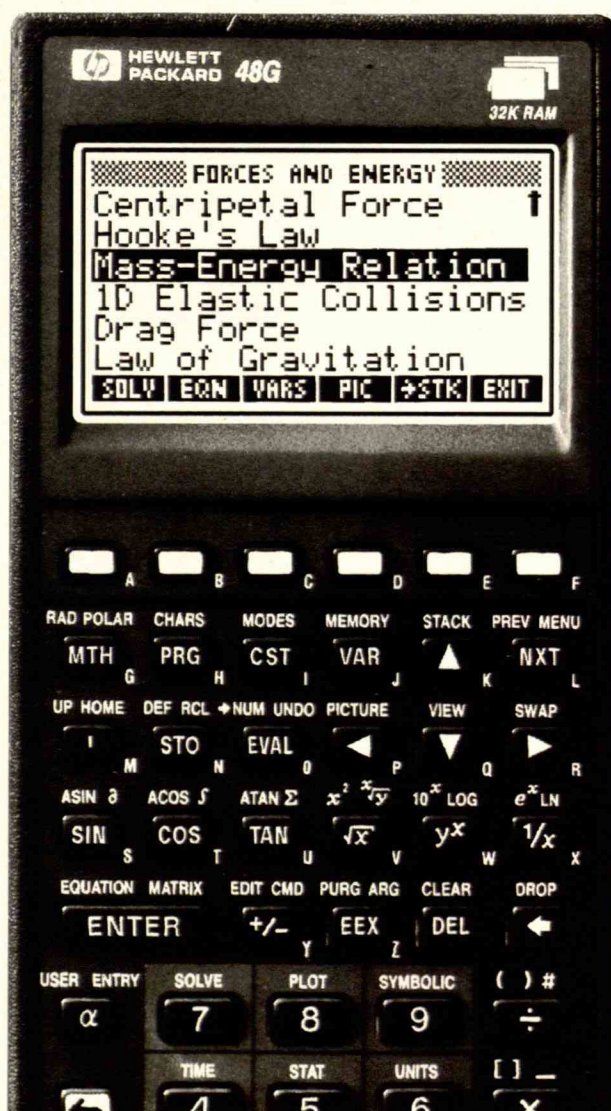 hp HEWLETT PACKARD 48G
32K RAM
FORCES AND ENERGY
Centripetal Force ↑
Hooke's Law
Mass-Energy Relation
1D Elastic Collisions
Drag Force
Law of Gravitation
SOLV EQN VARS PIC →STK EXIT
A B C D E F
RAD POLAR CHARS MODES MEMORY STACK PREV MENU
MTH G PRG H CST I VAR J ▲ K NXT L
UP HOME DEF RCL →NUM UNDO PICTURE VIEW SWAP
' M STO N EVAL O ◀ P ▼ Q ▶ R
ASIN ∂ ACOS ∫ ATAN Σ x² ˣ√y 10ˣ LOG eˣ LN
SIN S COS T TAN U √x V yˣ W 1/x X
EQUATION MATRIX EDIT CMD PURG ARG CLEAR DROP
ENTER +/- Y EEX Z DEL ←
USER ENTRY SOLVE PLOT SYMBOLIC ( ) #
α 7 8 9 ÷
TIME STAT UNITS [ ] _
4 5 6 ×